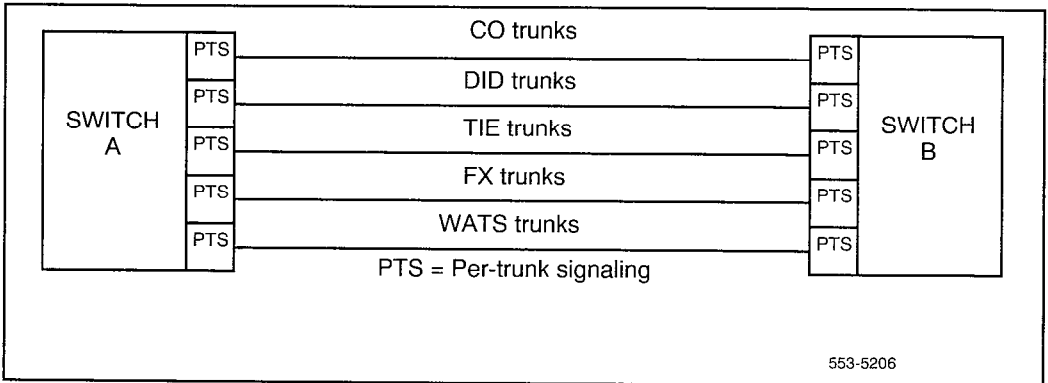 CO trunks
PTS
PTS
DID trunks
PTS
PTS
SWITCH
A
TIE trunks
PTS
PTS
SWITCH
B
FX trunks
PTS
PTS
WATS trunks
PTS
PTS
PTS = Per-trunk signaling
553-5206